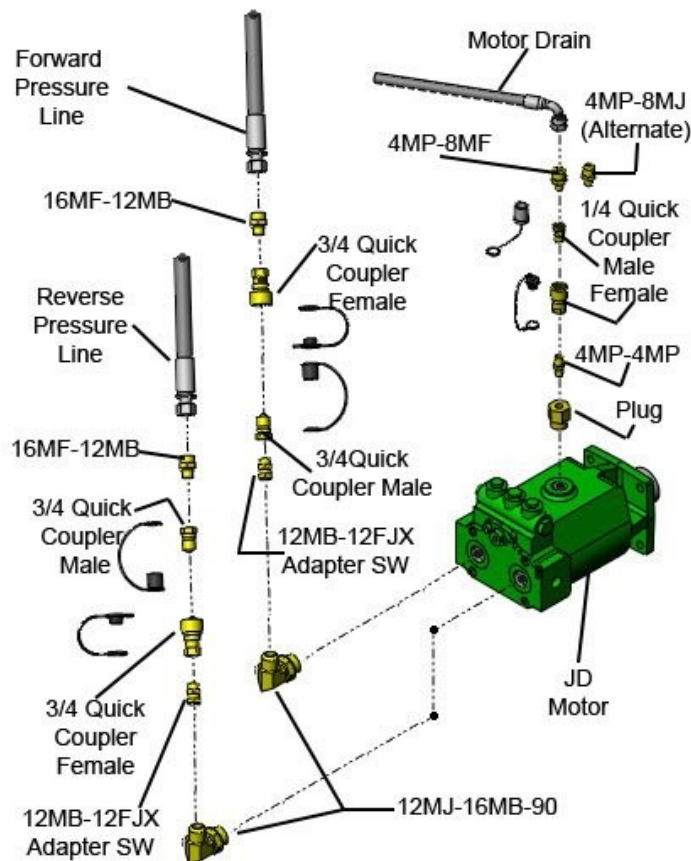 Forward
Pressure
Line
Motor Drain
4MP-8MJ
(Alternate)
4MP-8MF
16MF-12MB
1/4 Quick
Coupler
Male
Female
3/4 Quick
Coupler
Female
Reverse
Pressure
Line
4MP-4MP
Plug
16MF-12MB
3/4Quick
Coupler Male
3/4 Quick
Coupler
Male
12MB-12FJX
Adapter SW
JD
Motor
3/4 Quick
Coupler
Female
12MB-12FJX
Adapter SW
12MJ-16MB-90